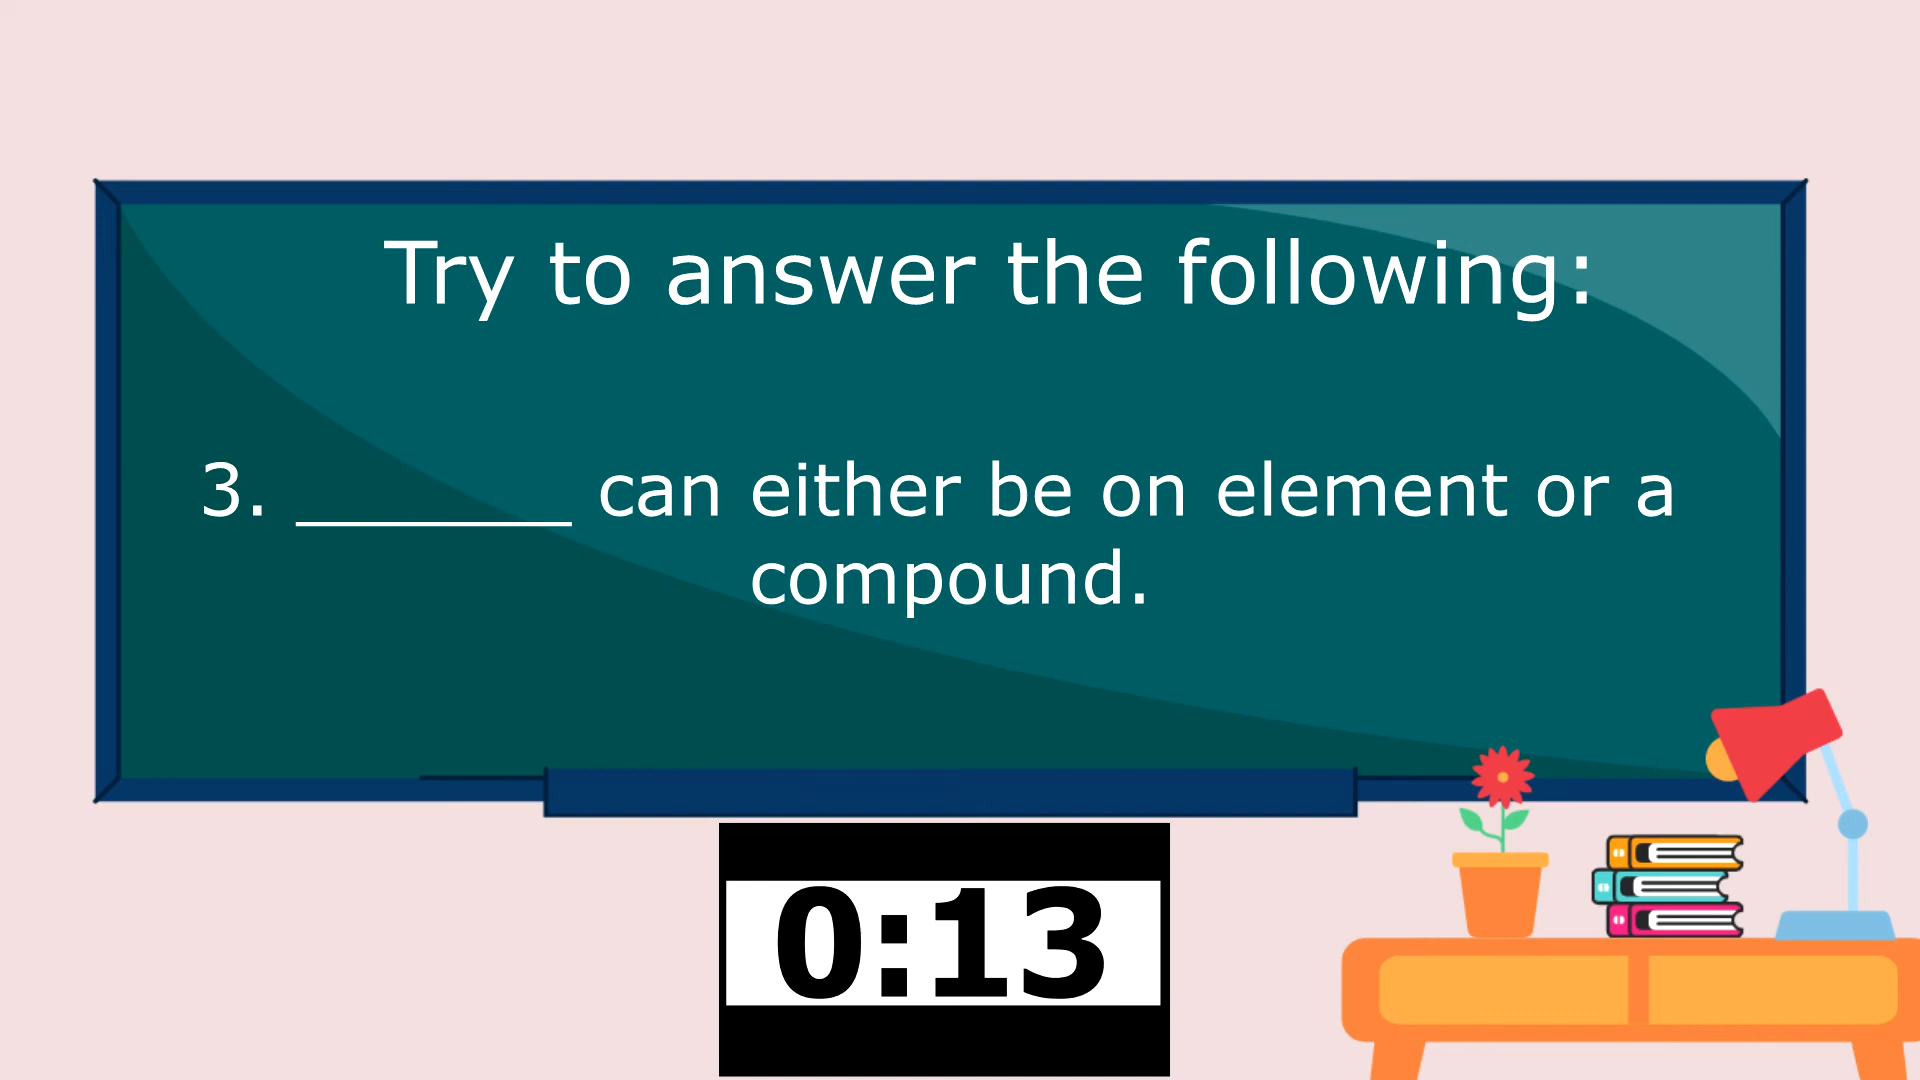 Try to answer the following:
3. _______ can either be on element or a
compound.
0:13